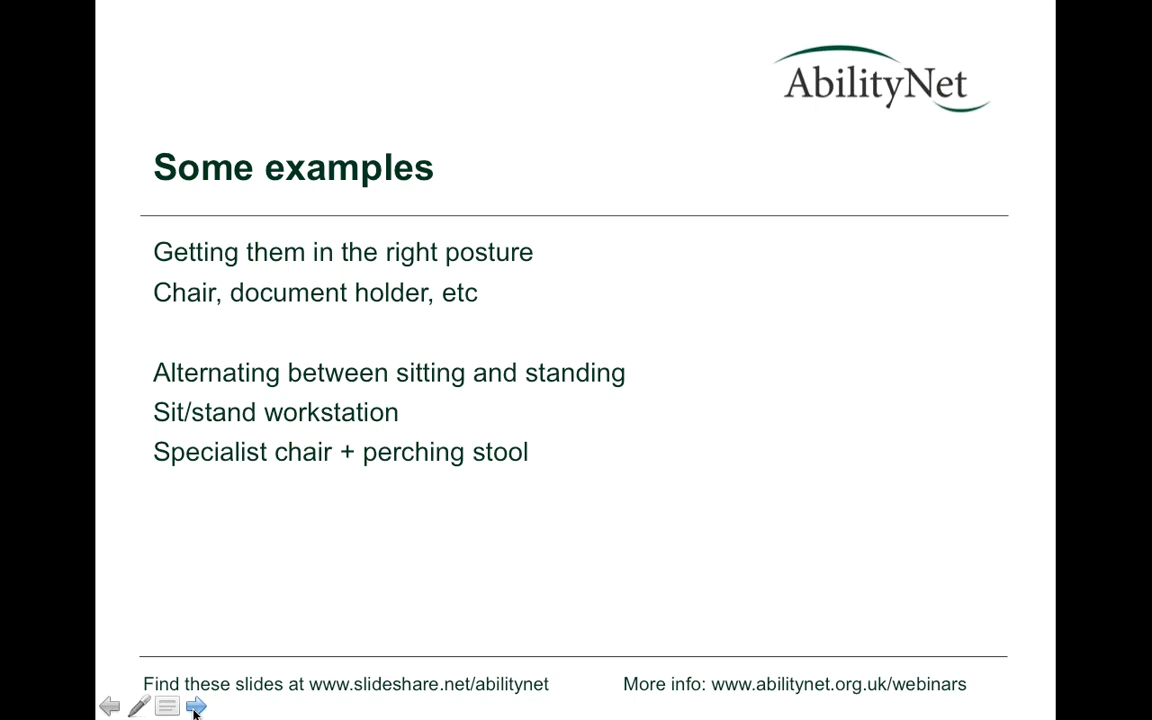 AbilityNet
Some examples
Getting them in the right posture
Chair, document holder, etc
Alternating between sitting and standing
Sit/stand workstation
Specialist chair + perching stool
Find these slides at www.slideshare.net/abilitynet
More info: www.abilitynet.org.uk/webinars